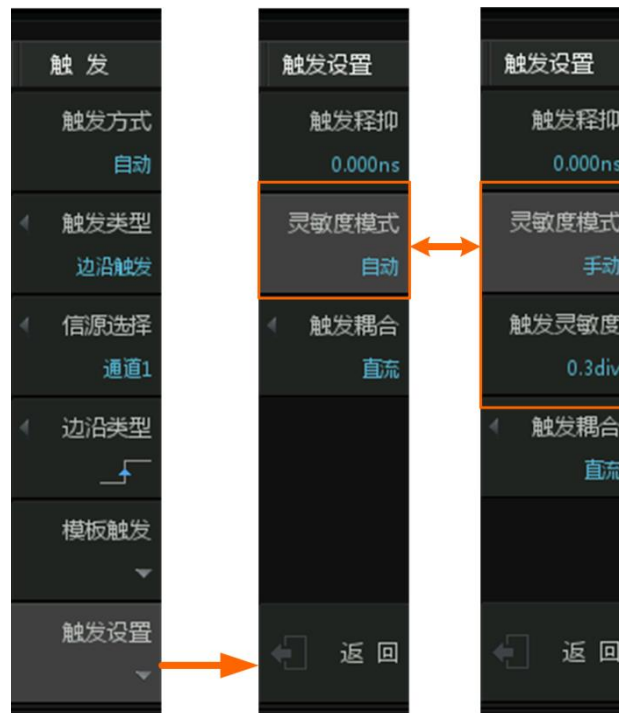 触 发
触发方式
自动
触发类型
边沿触发
信源选择
通道1
边沿类型
模板触发
触发设置
触发设置
触发释抑
0.000ns
灵敏度模式
自动
触发耦合
直流
返 回
触发设置
触发释抑
0.000ns
灵敏度模式
手动
触发灵敏度
0.3div
触发耦合
直流
返 回